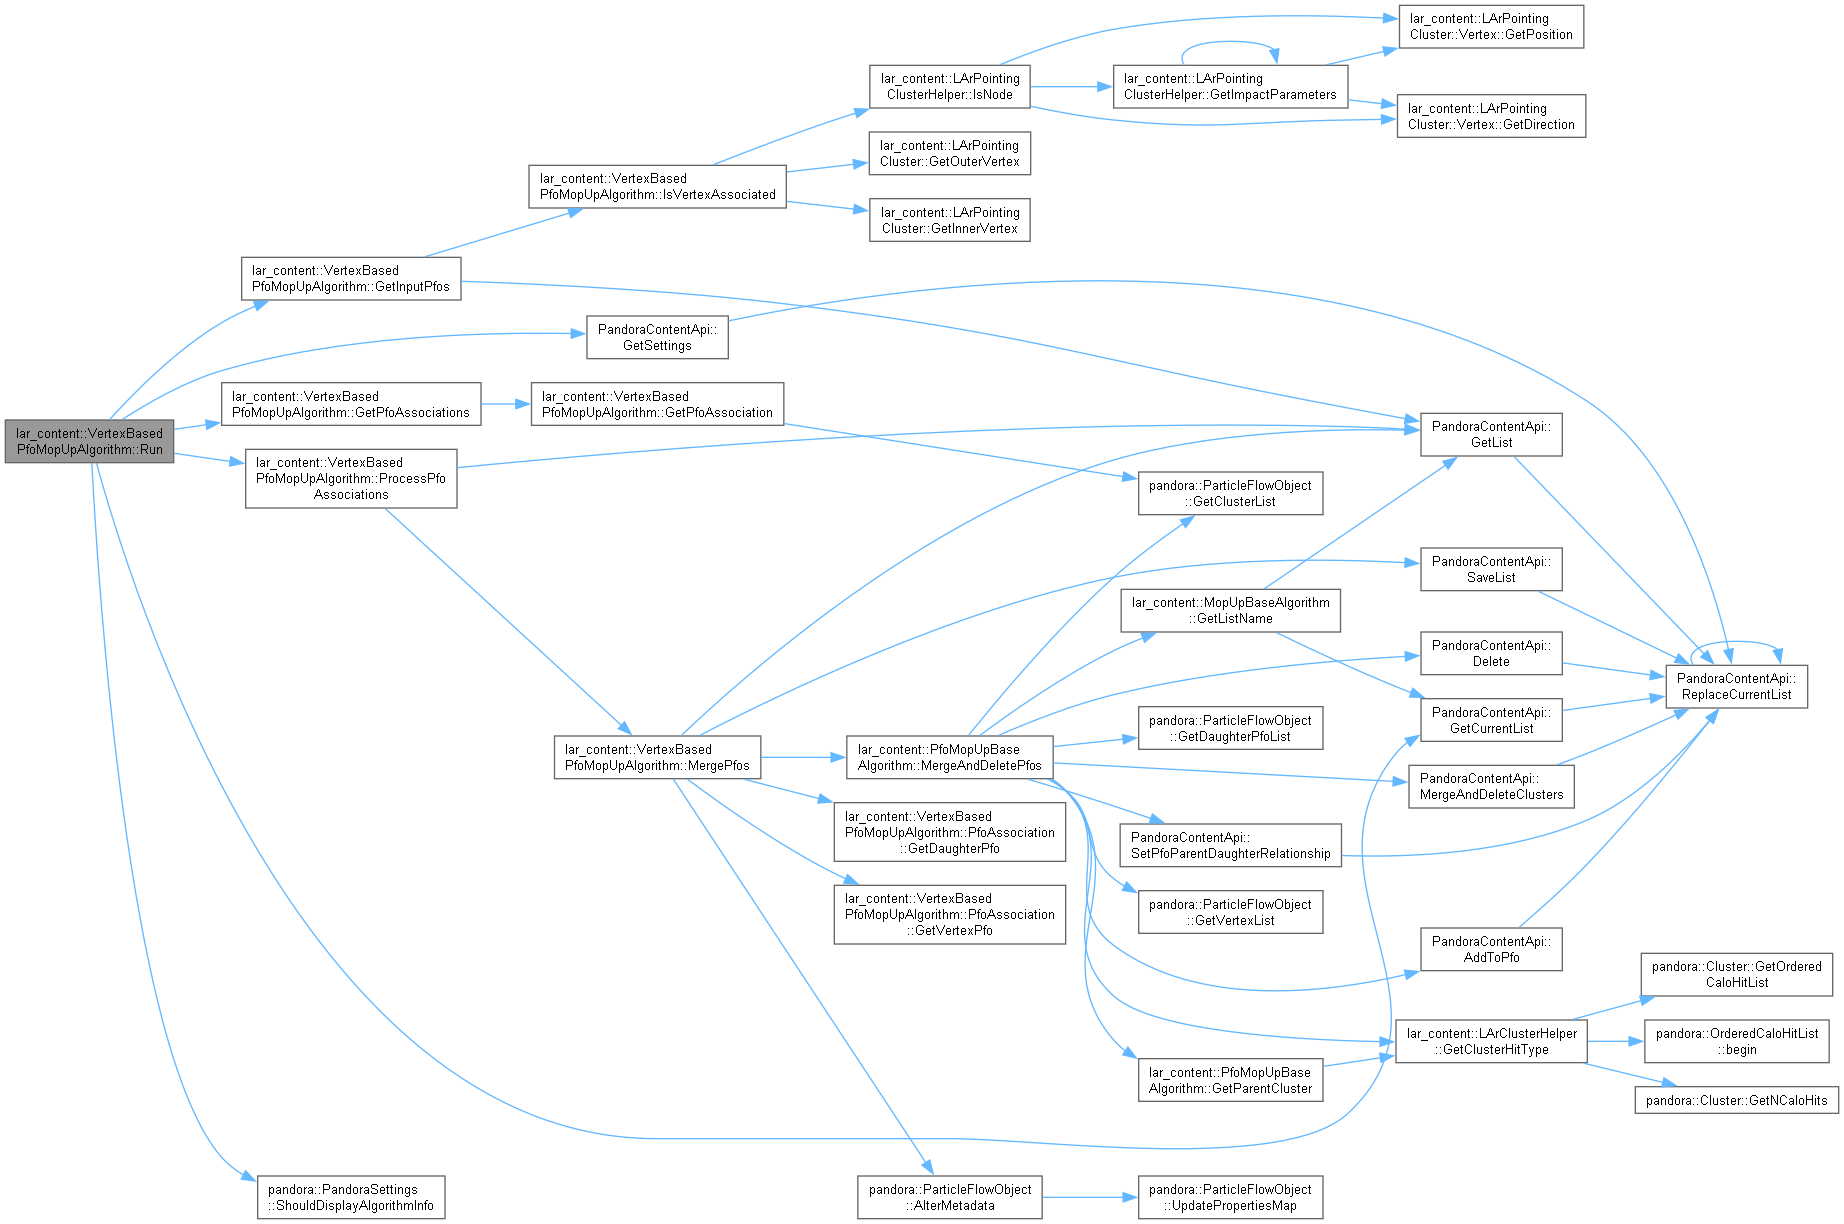 lar_content::LArPointing
Cluster::Vertex::GetPosition
lar_content::LArPointing
ClusterHelper::IsNode
lar_content::LArPointing
ClusterHelper::GetImpactParameters
lar_content::LArPointing
Cluster::Vertex::GetDirection
lar_content::LArPointing
Cluster::GetOuterVertex
lar_content::VertexBased
PfoMopUpAlgorithm::IsVertexAssociated
lar_content::LArPointing
Cluster::GetInnerVertex
lar_content::VertexBased
PfoMopUpAlgorithm::GetInputPfos
PandoraContentApi::
GetSettings
lar_content::VertexBased
PfoMopUpAlgorithm::GetPfoAssociations
lar_content::VertexBased
PfoMopUpAlgorithm::GetPfoAssociation
lar_content::VertexBased
PfoMopUpAlgorithm::Run
PandoraContentApi::
GetList
lar_content::VertexBased
PfoMopUpAlgorithm::ProcessPfo
Associations
pandora::ParticleFlowObject
::GetClusterList
PandoraContentApi::
SaveList
lar_content::MopUpBaseAlgorithm
::GetListName
PandoraContentApi::
Delete
PandoraContentApi::
ReplaceCurrentList
PandoraContentApi::
GetCurrentList
pandora::ParticleFlowObject
::GetDaughterPfoList
lar_content::VertexBased
PfoMopUpAlgorithm::MergePfos
lar_content::PfoMopUpBase
Algorithm::MergeAndDeletePfos
PandoraContentApi::
MergeAndDeleteClusters
lar_content::VertexBased
PfoMopUpAlgorithm::PfoAssociation
::GetDaughterPfo
PandoraContentApi::
SetPfoParentDaughterRelationship
lar_content::VertexBased
PfoMopUpAlgorithm::PfoAssociation
::GetVertexPfo
pandora::ParticleFlowObject
::GetVertexList
PandoraContentApi::
AddToPfo
pandora::Cluster::GetOrdered
CaloHitList
lar_content::LArClusterHelper
::GetClusterHitType
pandora::OrderedCaloHitList
::begin
lar_content::PfoMopUpBase
Algorithm::GetParentCluster
pandora::Cluster::GetNCaloHits
pandora::PandoraSettings
::ShouldDisplayAlgorithmInfo
pandora::ParticleFlowObject
::AlterMetadata
pandora::ParticleFlowObject
::UpdatePropertiesMap